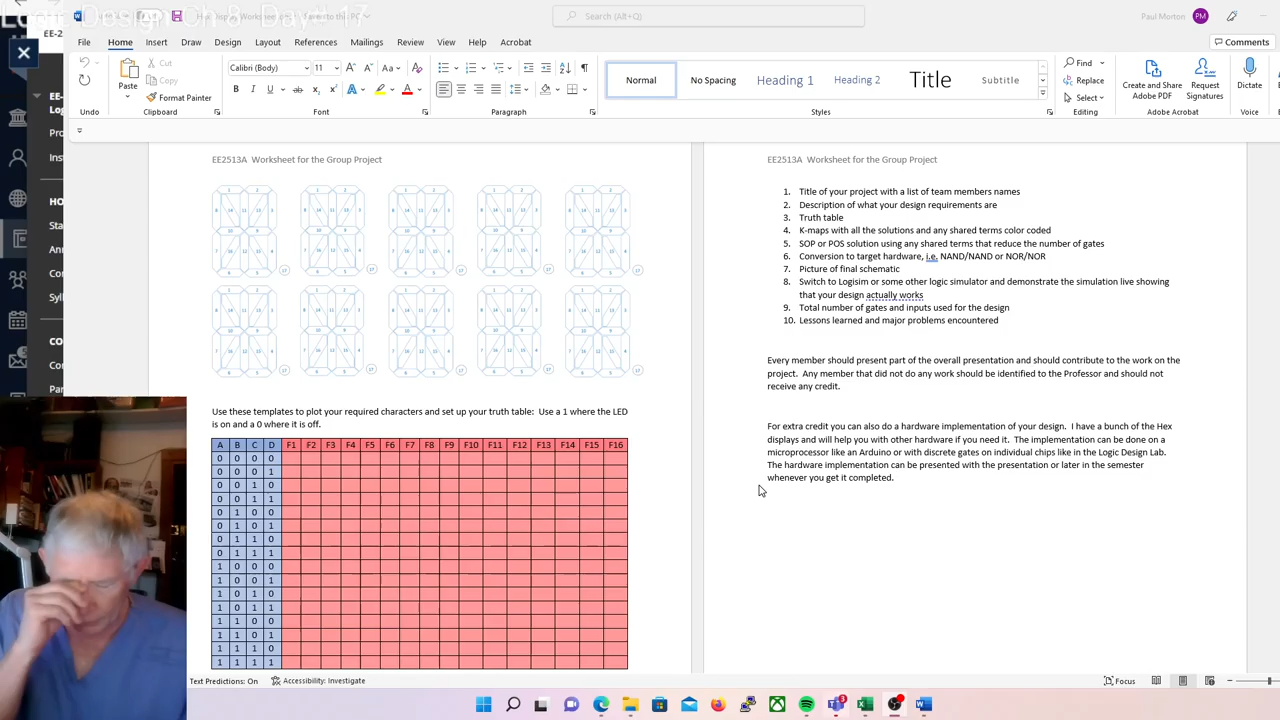 Paul Morton
PM
Search (Alt+Q)
EE-2
File Home Insert Draw Design Layout References Mailings Review View Help Acrobat
Comments
Cut
Copy
Paste
Format Painter
Calibri (Body) 11
Normal No Spacing Heading 1 Heading 2 Title Subtitle
Find
Replace
Select
Create and Share Adobe PDF
Request Signatures
Dictate
Undo Clipboard Font Paragraph Styles Editing Adobe Acrobat Voice
EE-
Log
Pro
Inst
HO
Sta
Ann
Syll
CO
Con
Par
EE2513A Worksheet for the Group Project
Use these templates to plot your required characters and set up your truth table: Use a 1 where the LED
is on and a 0 where it is off.
A B C D F1 F2 F3 F4 F5 F6 F7 F8 F9 F10 F11 F12 F13 F14 F15 F16
0 0 0 0
0 0 0 1
0 0 1 0
0 0 1 1
0 1 0 0
0 1 0 1
0 1 1 0
0 1 1 1
1 0 0 0
1 0 0 1
1 0 1 0
1 0 1 1
1 1 0 0
1 1 0 1
1 1 1 0
1 1 1 1
EE2513A Worksheet for the Group Project
1. Title of your project with a list of team members names
2. Description of what your design requirements are
3. Truth table
4. K-maps with all the solutions and any shared terms color coded
5. SOP or POS solution using any shared terms that reduce the number of gates
6. Conversion to target hardware, i.e. NAND/NAND or NOR/NOR
7. Picture of final schematic
8. Switch to Logisim or some other logic simulator and demonstrate the simulation live showing
that your design actually works
9. Total number of gates and inputs used for the design
10. Lessons learned and major problems encountered
Every member should present part of the overall presentation and should contribute to the work on the
project. Any member that did not do any work should be identified to the Professor and should not
receive any credit.
For extra credit you can also do a hardware implementation of your design. I have a bunch of the Hex
displays and will help you with other hardware if you need it. The implementation can be done on a
microprocessor like an Arduino or with discrete gates on individual chips like in the Logic Design Lab.
The hardware implementation can be presented with the presentation or later in the semester
whenever you get it completed.
Text Predictions: On Accessibility: Investigate
Focus